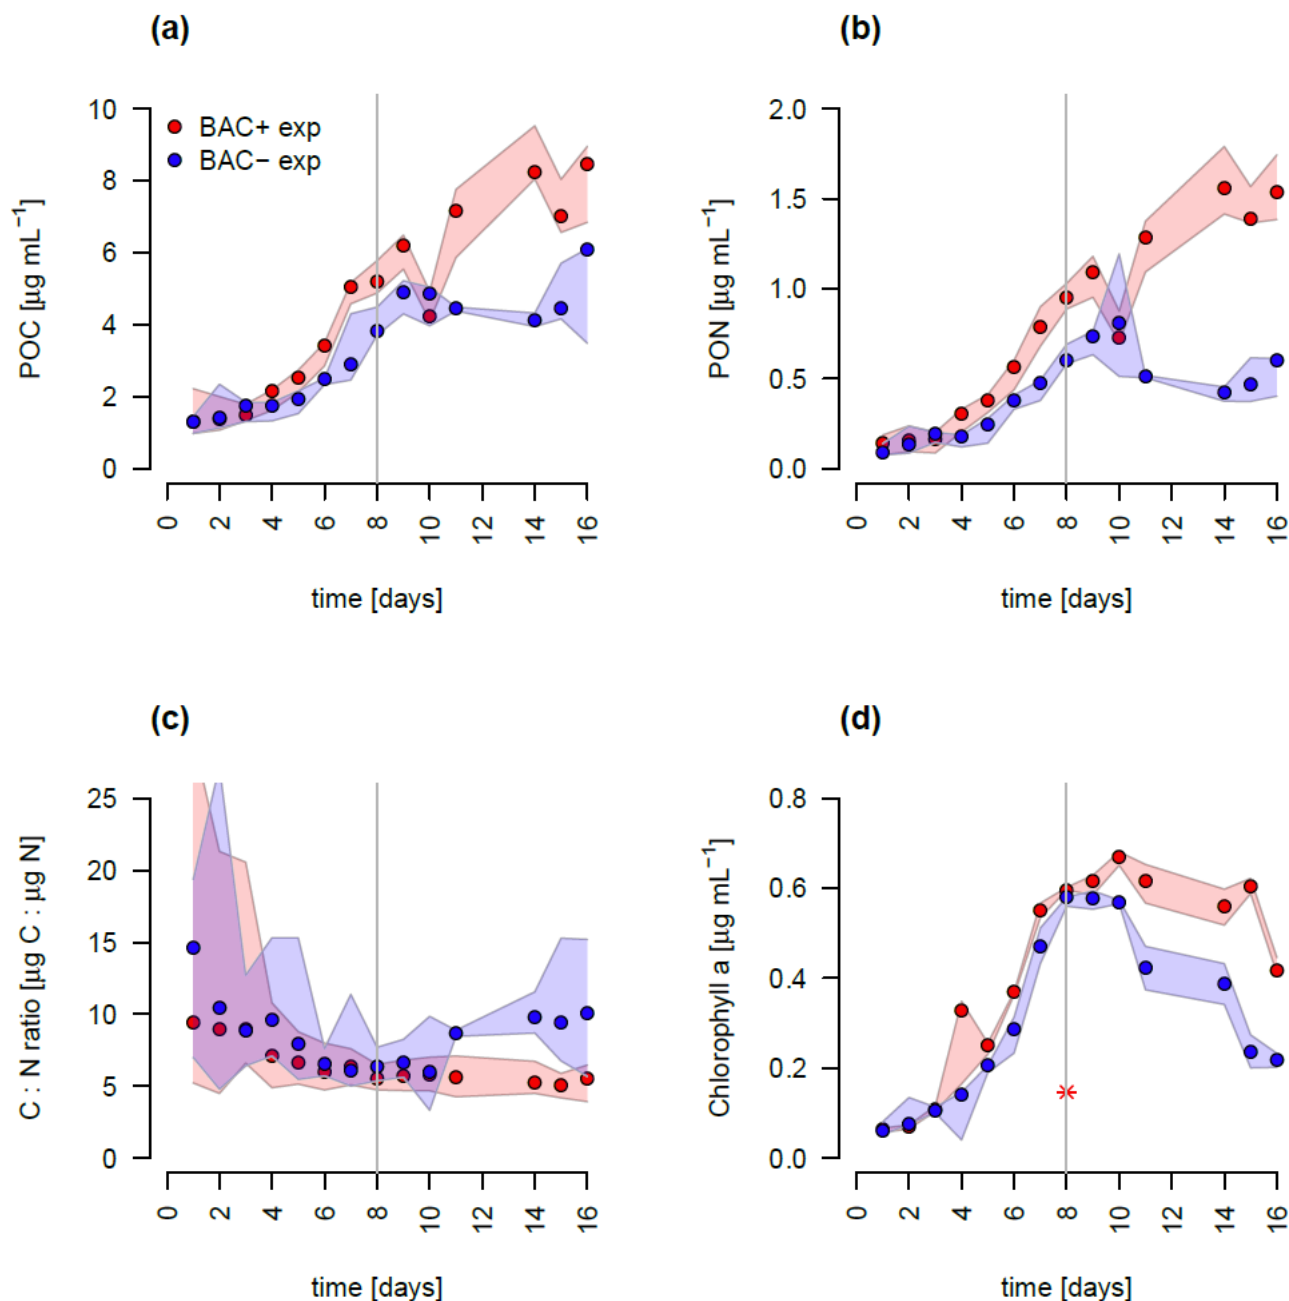 (a)
POC [µg mL⁻¹]
10
8
6
4
2
0
BAC+ exp
BAC− exp
0 2 4 6 8 10 14 16
time [days]
(b)
PON [µg mL⁻¹]
2.0
1.5
1.0
0.5
0.0
0 2 4 6 8 10 14 16
time [days]
(c)
C : N ratio [µg C : µg N]
25
20
15
10
5
0
0 2 4 6 8 10 14 16
time [days]
(d)
Chlorophyll a [µg mL⁻¹]
0.8
0.6
0.4
0.2
0.0
0 2 4 6 8 10 14 16
time [days]